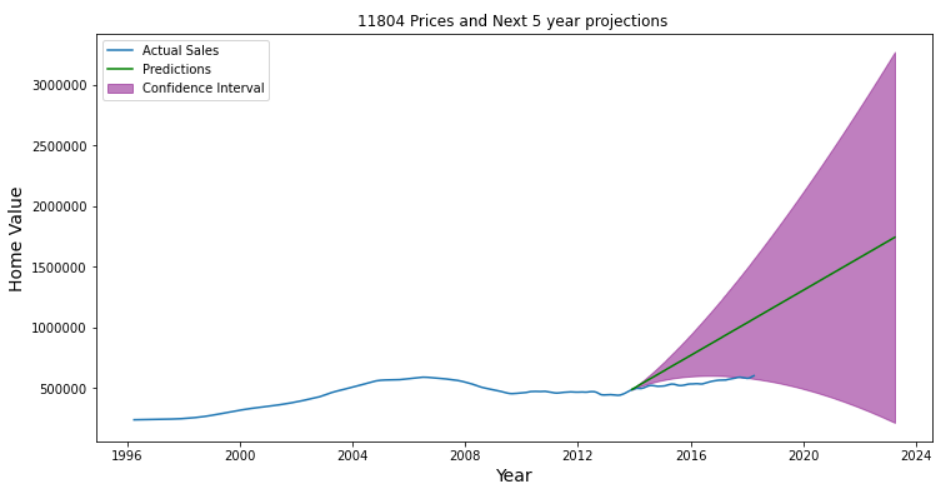 11804 Prices and Next 5 year projections
Actual Sales
Predictions
Confidence Interval
Home Value
3000000
2500000
2000000
1500000
1000000
500000
1996 2000 2004 2008 2012 2016 2020 2024
Year